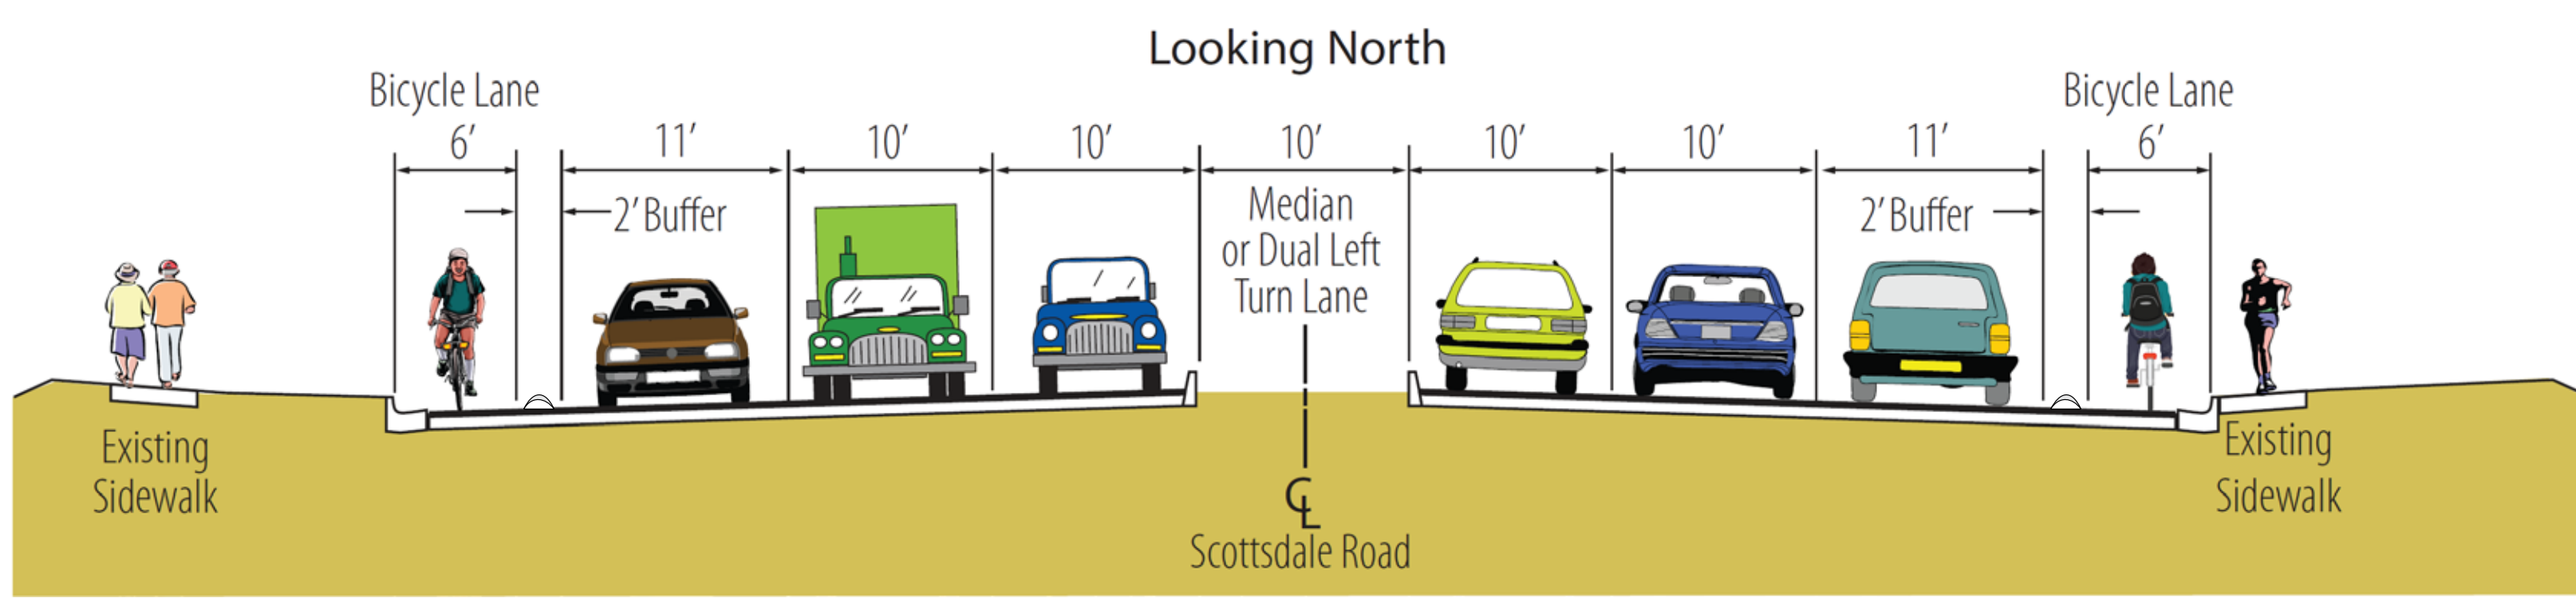 Looking North
Bicycle Lane
Bicycle Lane
6’
11’
10’
10’
10’
10’
10’
11’
6’
2’ Buffer
Median
or Dual Left
Turn Lane
2’ Buffer
Existing
Sidewalk
Existing
Sidewalk
℄
Scottsdale Road